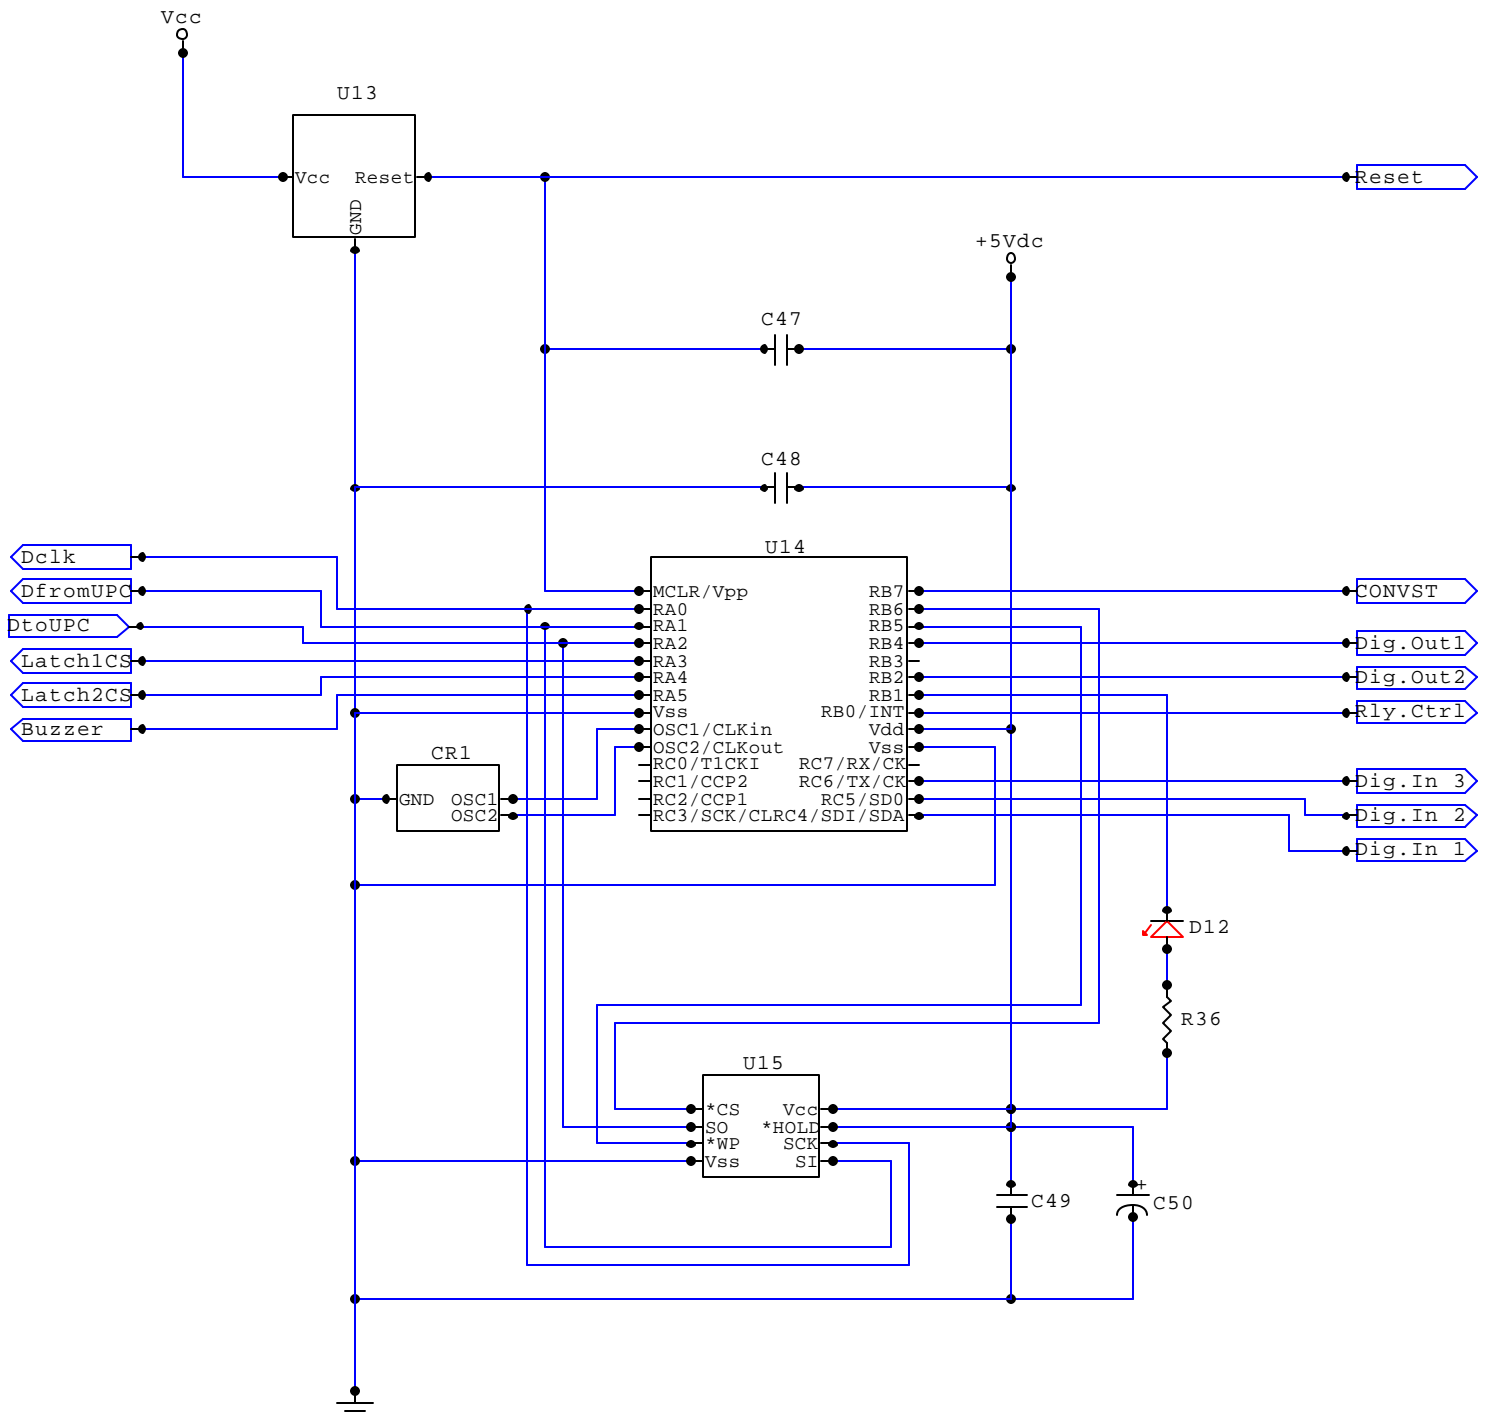 Vcc
U13
Vcc Reset
GND
Reset
+5Vdc
C47
C48
Dclk
DfromUPC
DtoUPC
Latch1CS
Latch2CS
Buzzer
U14
MCLR/Vpp RB7
RA0 RB6
RA1 RB5
RA2 RB4
RA3 RB3
RA4 RB2
RA5 RB1
Vss RB0/INT
OSC1/CLKin Vdd
OSC2/CLKout Vss
RC0/T1CKI RC7/RX/CK
RC1/CCP2 RC6/TX/CK
RC2/CCP1 RC5/SD0
RC3/SCK/CLRC4/SDI/SDA
CONVST
Dig.Out1
Dig.Out2
Rly.Ctrl
Dig.In 3
Dig.In 2
Dig.In 1
CR1
GND OSC1
OSC2
D12
R36
U15
*CS Vcc
SO *HOLD
*WP SCK
Vss SI
+
C49
C50